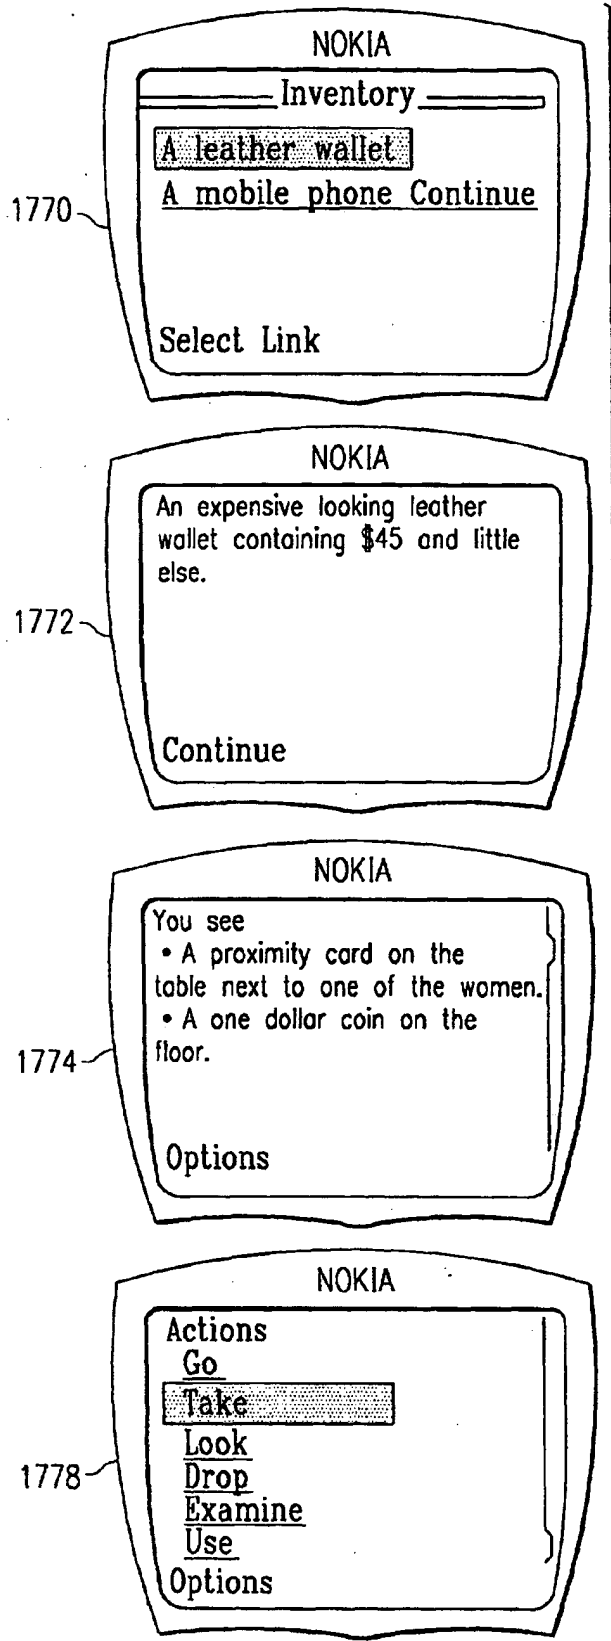 NOKIA
Inventory
A leather wallet
A mobile phone Continue
1770
Select Link
NOKIA
An expensive looking leather
wallet containing $45 and little
else.
1772
Continue
NOKIA
You see
• A proximity card on the
table next to one of the women.
• A one dollar coin on the
floor.
1774
Options
NOKIA
Actions
Go
Take
Look
Drop
Examine
Use
1778
Options